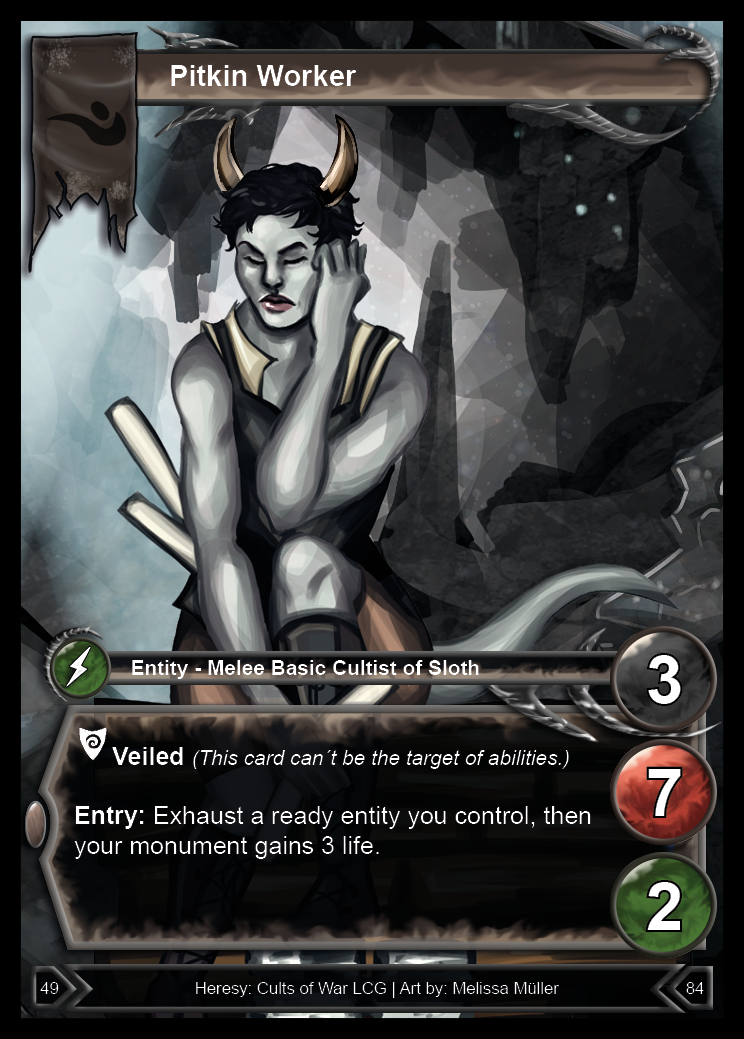 Pitkin Worker
Entity - Melee Basic Cultist of Sloth
3
Veiled (This card can´t be the target of abilities.)
7
Entry: Exhaust a ready entity you control, then
your monument gains 3 life.
2
49
Heresy: Cults of War LCG | Art by: Melissa Müller
84